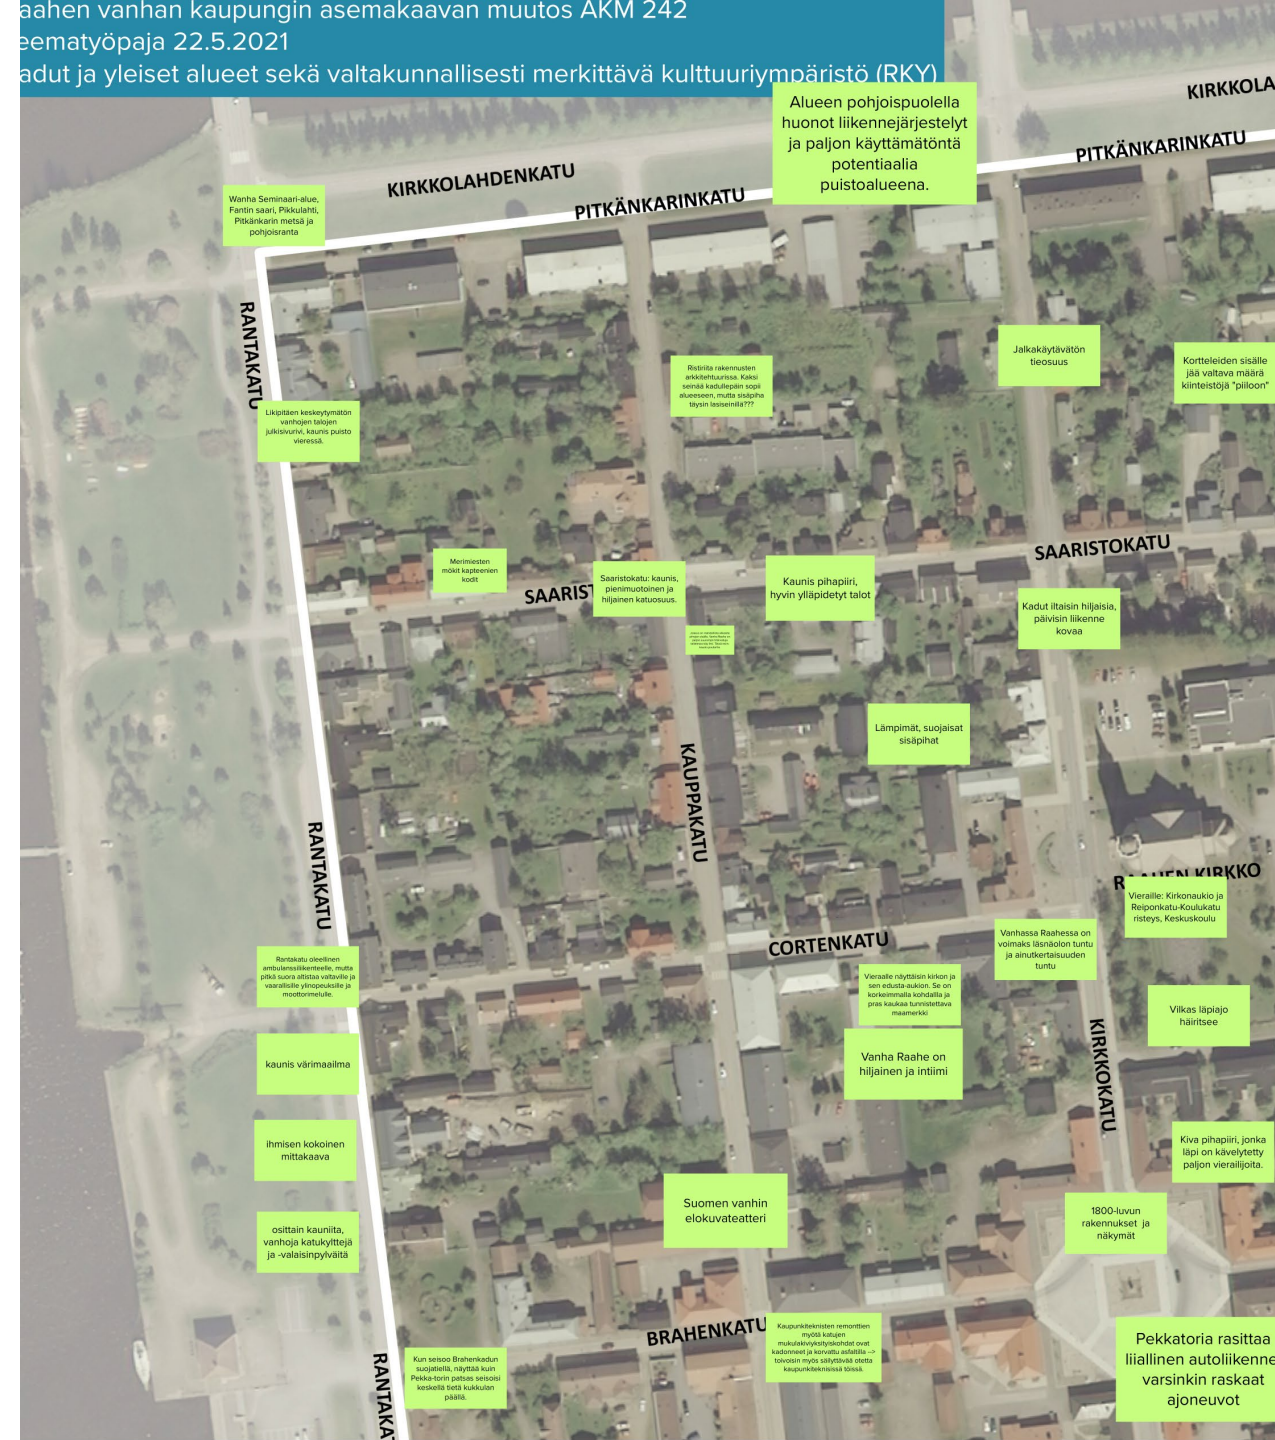 aahen vanhan kaupungin asemakaavan muutos AKM 242
eematyöpaja 22.5.2021
adut ja yleiset alueet sekä valtakunnallisesti merkittävä kulttuuriympäristö (RKY)
KIRKKOLA
Alueen pohjoispuolella
huonot liikennejärjestelyt
ja paljon käyttämätöntä
potentiaalia
puistoalueena.
PITKÄNKARINKATU
KIRKKOLAHDENKATU
PITKÄNKARINKATU
Wanha Seminaari-alue,
Fantin saari, Pikkulahti,
Pitkänkarin metsä ja
pohjoisranta
RANTAKATU
Jalkakäytävätön
tieosuus
Kortteleiden sisälle
jää valtava määrä
kiinteistöjä "piiloon"
Ristiriita rakennusten
arkkitehtuurissa. Kaksi
seinää kadullepäin sopii
alueeseen, mutta sisäpiha
täysin lasiseinillä???
Likipitäen keskeytymätön
vanhojen talojen
julkisivurivi, kaunis puisto
vieressä.
SAARISTOKATU
Merimiesten
mökit kapteenien
kodit
SAARIST
Saaristokatu: kaunis,
pienimuotoinen ja
hiljainen katuosuus.
Kaunis pihapiiri,
hyvin ylläpidetyt talot
Kadut iltaisin hiljaisia,
päivisin liikenne
kovaa
Lämpimät, suojaisat
sisäpihat
KAUPPAKATU
RANTAKATU
RAAHEN KIRKKO
Vieraille: Kirkonaukio ja
Reiponkatu-Koulukatu
risteys, Keskuskoulu
CORTENKATU
Vanhassa Raahessa on
voimaks läsnäolon tuntu
ja ainutkertaisuuden
tuntu
Rantakatu oleellinen
ambulanssiliikenteelle, mutta
pitkä suora altistaa valtaville ja
vaarallisille ylinopeuksille ja
moottorimelulle.
Vieraalle näyttäisin kirkon ja
sen edusta-aukion. Se on
korkeimmalla kohdallla ja
pras kaukaa tunnistettava
maamerkki
Vilkas läpiajo
häiritsee
kaunis värimaailma
Vanha Raahe on
hiljainen ja intiimi
KIRKKOKATU
ihmisen kokoinen
mittakaava
Kiva pihapiiri, jonka
läpi on kävelytetty
paljon vierailijoita.
Suomen vanhin
elokuvateatteri
1800-luvun
rakennukset ja
näkymät
osittain kauniita,
vanhoja katukylttejä
ja -valaisinpylväitä
BRAHENKATU
Kaupunkiteknisten remonttien
myötä katujen
mukulakiviyksityiskohdat ovat
kadonneet ja korvattu asfaltilla -->
toivoisin myös säilyttävää otetta
kaupunkiteknisissä töissä.
Pekkatoria rasittaa
liiallinen autoliikenne
varsinkin raskaat
ajoneuvot
Kun seisoo Brahenkadun
suojatiellä, näyttää kuin
Pekka-torin patsas seisoisi
keskellä tietä kukkulan
päällä.
RANTAKAT